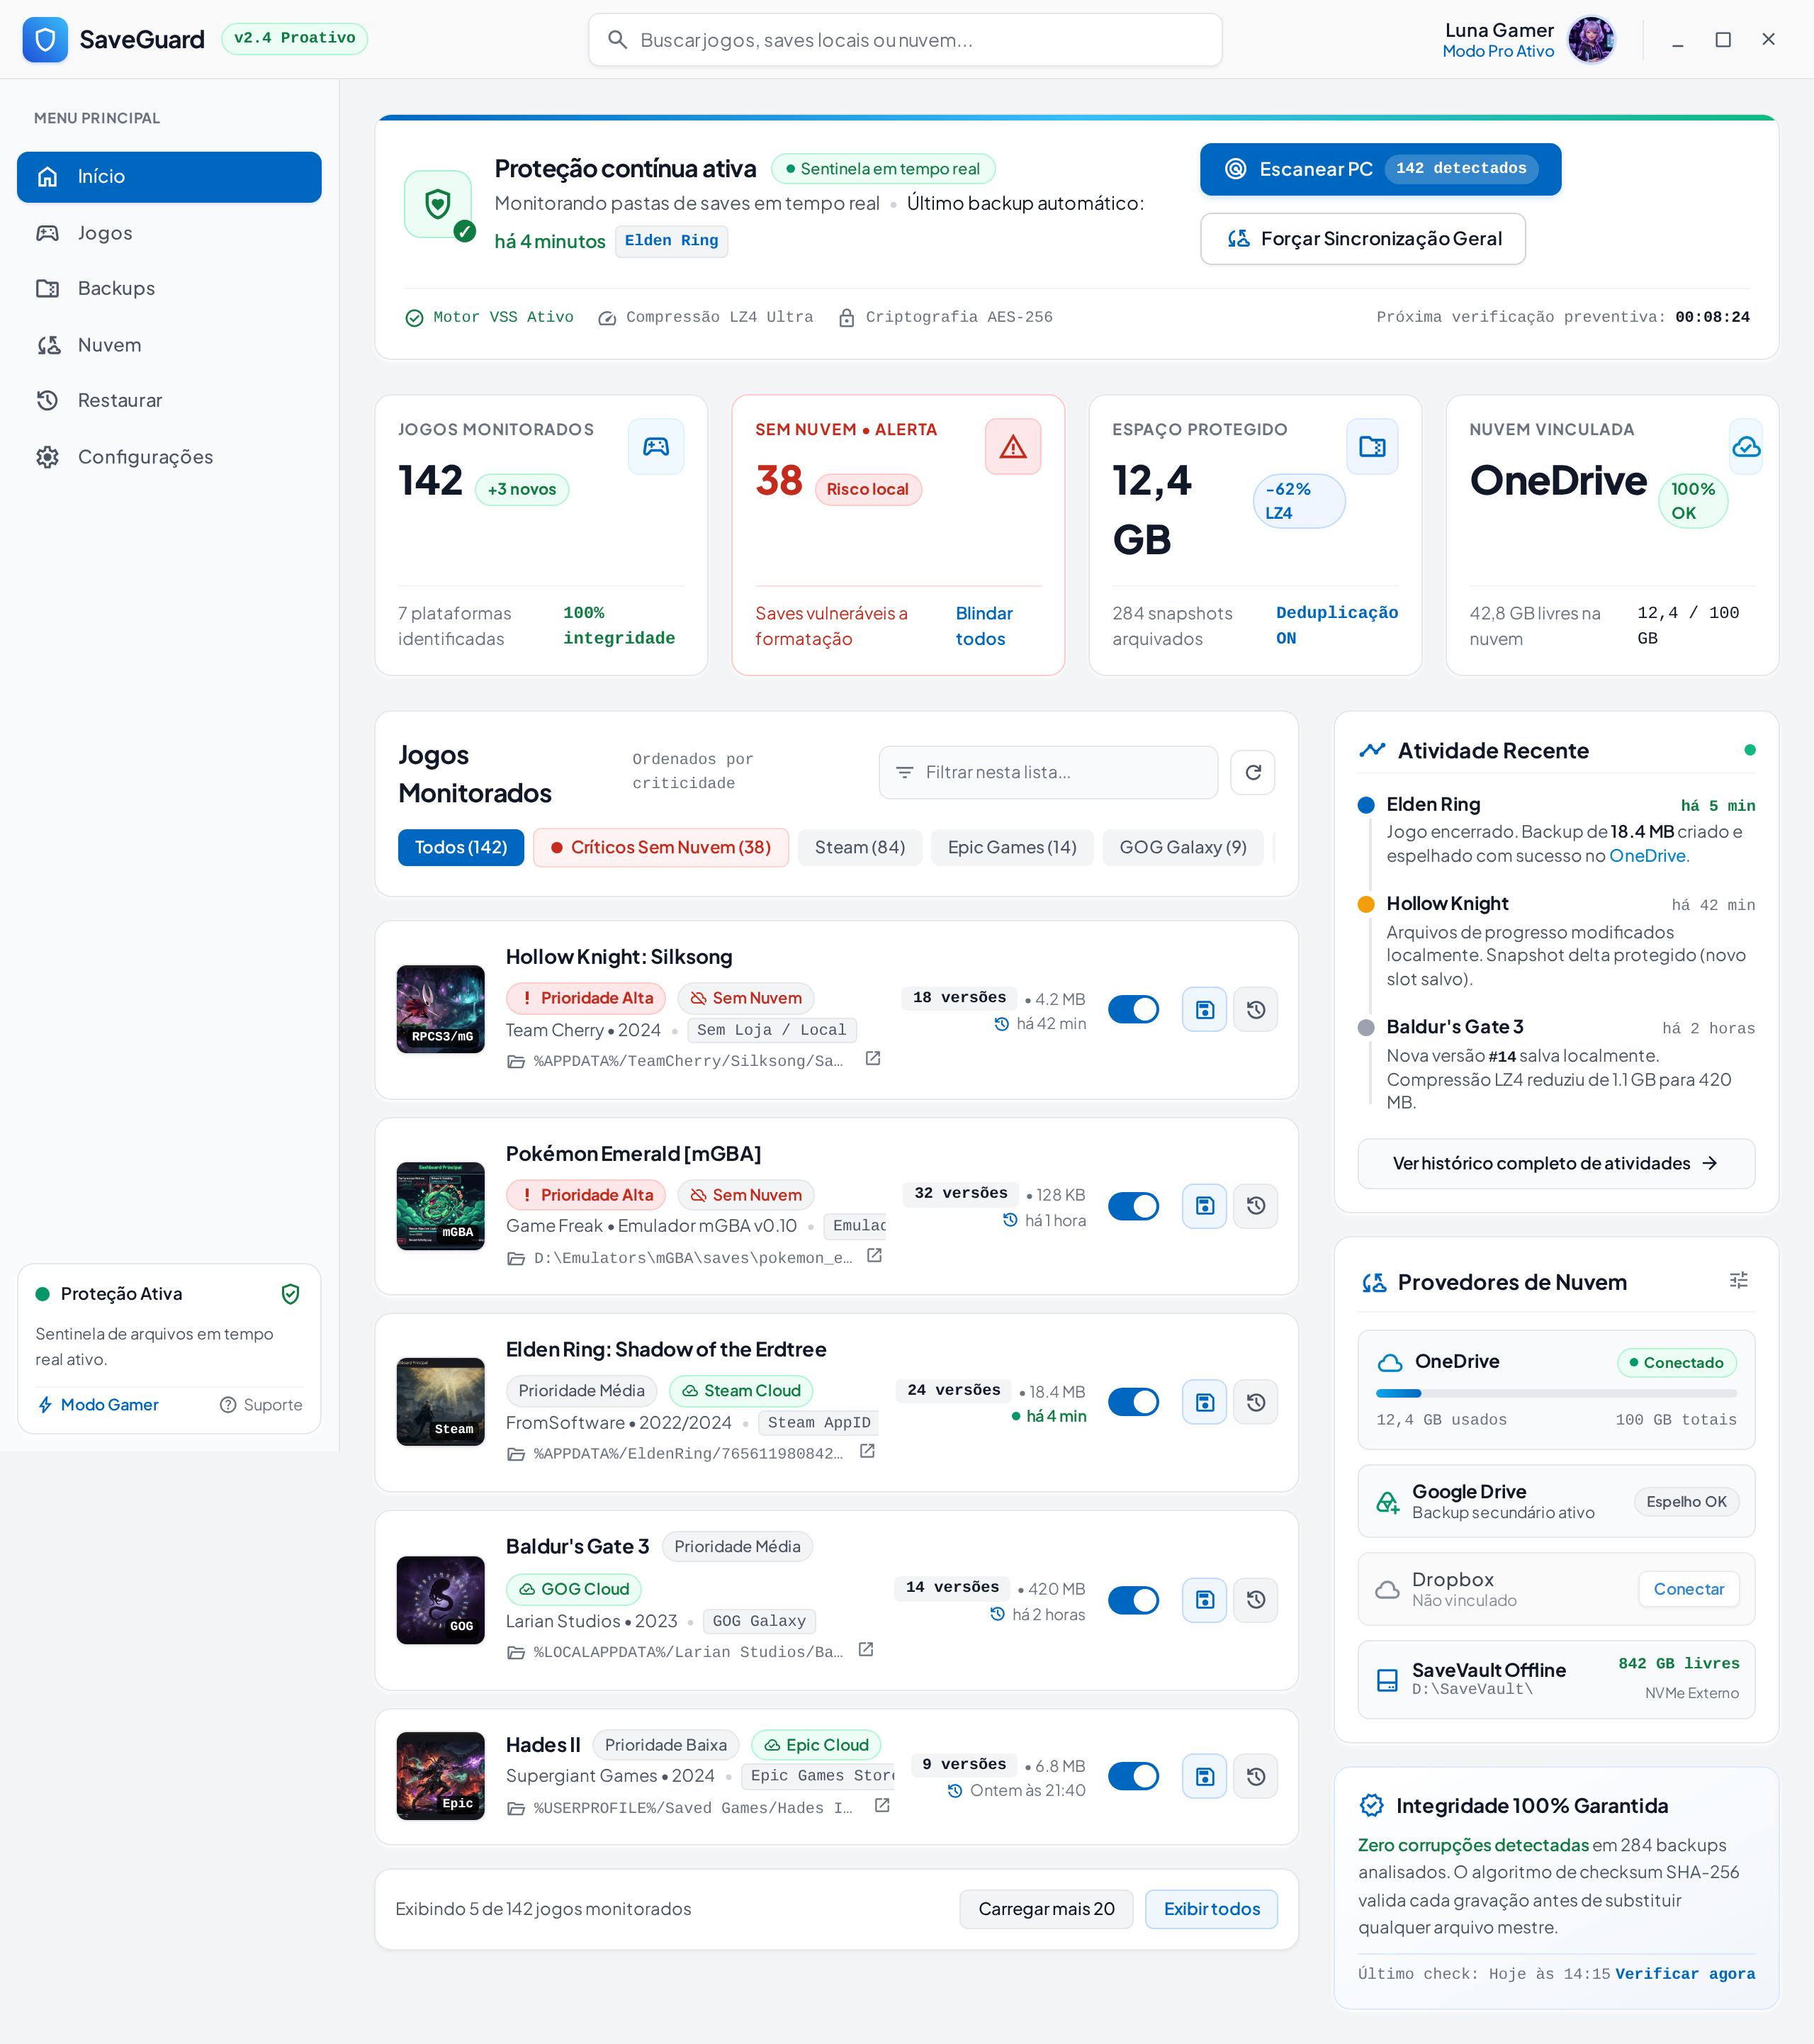 SaveGuard
v2.4 Proativo
Buscar jogos, saves locais ou nuvem...
Luna Gamer
Modo Pro Ativo
MENU PRINCIPAL
Início
Jogos
Backups
Nuvem
Restaurar
Configurações
Proteção Ativa
Sentinela de arquivos em tempo
real ativo.
Modo Gamer
Suporte
Proteção contínua ativa
Sentinela em tempo real
Monitorando pastas de saves em tempo real • Último backup automático:
há 4 minutos Elden Ring
Escanear PC 142 detectados
Forçar Sincronização Geral
Motor VSS Ativo
Compressão LZ4 Ultra
Criptografia AES-256
Próxima verificação preventiva: 00:08:24
JOGOS MONITORADOS
142
+3 novos
7 plataformas
identificadas
100%
integridade
SEM NUVEM • ALERTA
38
Risco local
Saves vulneráveis a
formatação
Blindar
todos
ESPAÇO PROTEGIDO
12,4
GB
-62%
LZ4
284 snapshots
arquivados
Deduplicação
ON
NUVEM VINCULADA
OneDrive
100%
OK
42,8 GB livres na
nuvem
12,4 / 100
GB
Jogos
Monitorados
Ordenados por
criticidade
Filtrar nesta lista...
Todos (142)
Críticos Sem Nuvem (38)
Steam (84)
Epic Games (14)
GOG Galaxy (9)
RPCS3/mG
Hollow Knight: Silksong
! Prioridade Alta
Sem Nuvem
Team Cherry • 2024 • Sem Loja / Local
%APPDATA%/TeamCherry/Silksong/Sa…
18 versões • 4.2 MB
há 42 min
Dashboard Principal
mGBA
Pokémon Emerald [mGBA]
! Prioridade Alta
Sem Nuvem
Game Freak • Emulador mGBA v0.10 • Emulad
D:\Emulators\mGBA\saves\pokemon_e…
32 versões • 128 KB
há 1 hora
Steam
Elden Ring: Shadow of the Erdtree
Prioridade Média
Steam Cloud
FromSoftware • 2022/2024 • Steam AppID
%APPDATA%/EldenRing/765611980842…
24 versões • 18.4 MB
há 4 min
GOG
Baldur's Gate 3
Prioridade Média
GOG Cloud
Larian Studios • 2023 • GOG Galaxy
%LOCALAPPDATA%/Larian Studios/Ba…
14 versões • 420 MB
há 2 horas
Epic
Hades II
Prioridade Baixa
Epic Cloud
Supergiant Games • 2024 • Epic Games Store
%USERPROFILE%/Saved Games/Hades I…
9 versões • 6.8 MB
Ontem às 21:40
Exibindo 5 de 142 jogos monitorados
Carregar mais 20
Exibir todos
Atividade Recente
Elden Ring
há 5 min
Jogo encerrado. Backup de 18.4 MB criado e
espelhado com sucesso no OneDrive.
Hollow Knight
há 42 min
Arquivos de progresso modificados
localmente. Snapshot delta protegido (novo
slot salvo).
Baldur's Gate 3
há 2 horas
Nova versão #14 salva localmente.
Compressão LZ4 reduziu de 1.1 GB para 420
MB.
Ver histórico completo de atividades
Provedores de Nuvem
OneDrive
Conectado
12,4 GB usados
100 GB totais
Google Drive
Backup secundário ativo
Espelho OK
Dropbox
Não vinculado
Conectar
SaveVault Offline
D:\SaveVault\
842 GB livres
NVMe Externo
Integridade 100% Garantida
Zero corrupções detectadas em 284 backups
analisados. O algoritmo de checksum SHA-256
valida cada gravação antes de substituir
qualquer arquivo mestre.
Último check: Hoje às 14:15
Verificar agora